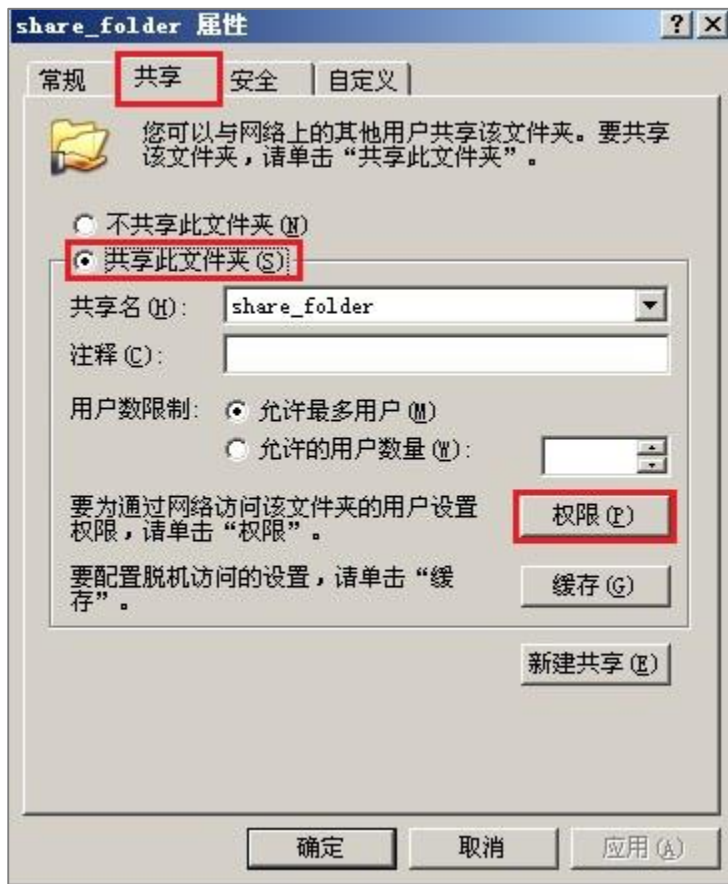 share_folder 属性
常规 共享 安全 自定义
您可以与网络上的其他用户共享该文件夹。要共享
该文件夹，请单击“共享此文件夹”。
不共享此文件夹(N)
共享此文件夹(S)
共享名(H): share_folder
注释(C):
用户数限制: 允许最多用户(M)
允许的用户数量(W):
要为通过网络访问该文件夹的用户设置
权限，请单击“权限”。
权限(P)
要配置脱机访问的设置，请单击“缓
存”。
缓存(G)
新建共享(E)
确定 取消 应用(A)